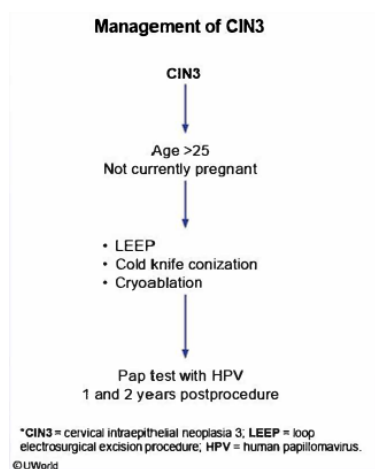 Management of CIN3
CIN3
Age >25
Not currently pregnant
• LEEP
• Cold knife conization
• Cryoablation
Pap test with HPV
1 and 2 years postprocedure
*CIN3 = cervical intraepithelial neoplasia 3; LEEP = loop
electrosurgical excision procedure; HPV = human papillomavirus.
©UWorld